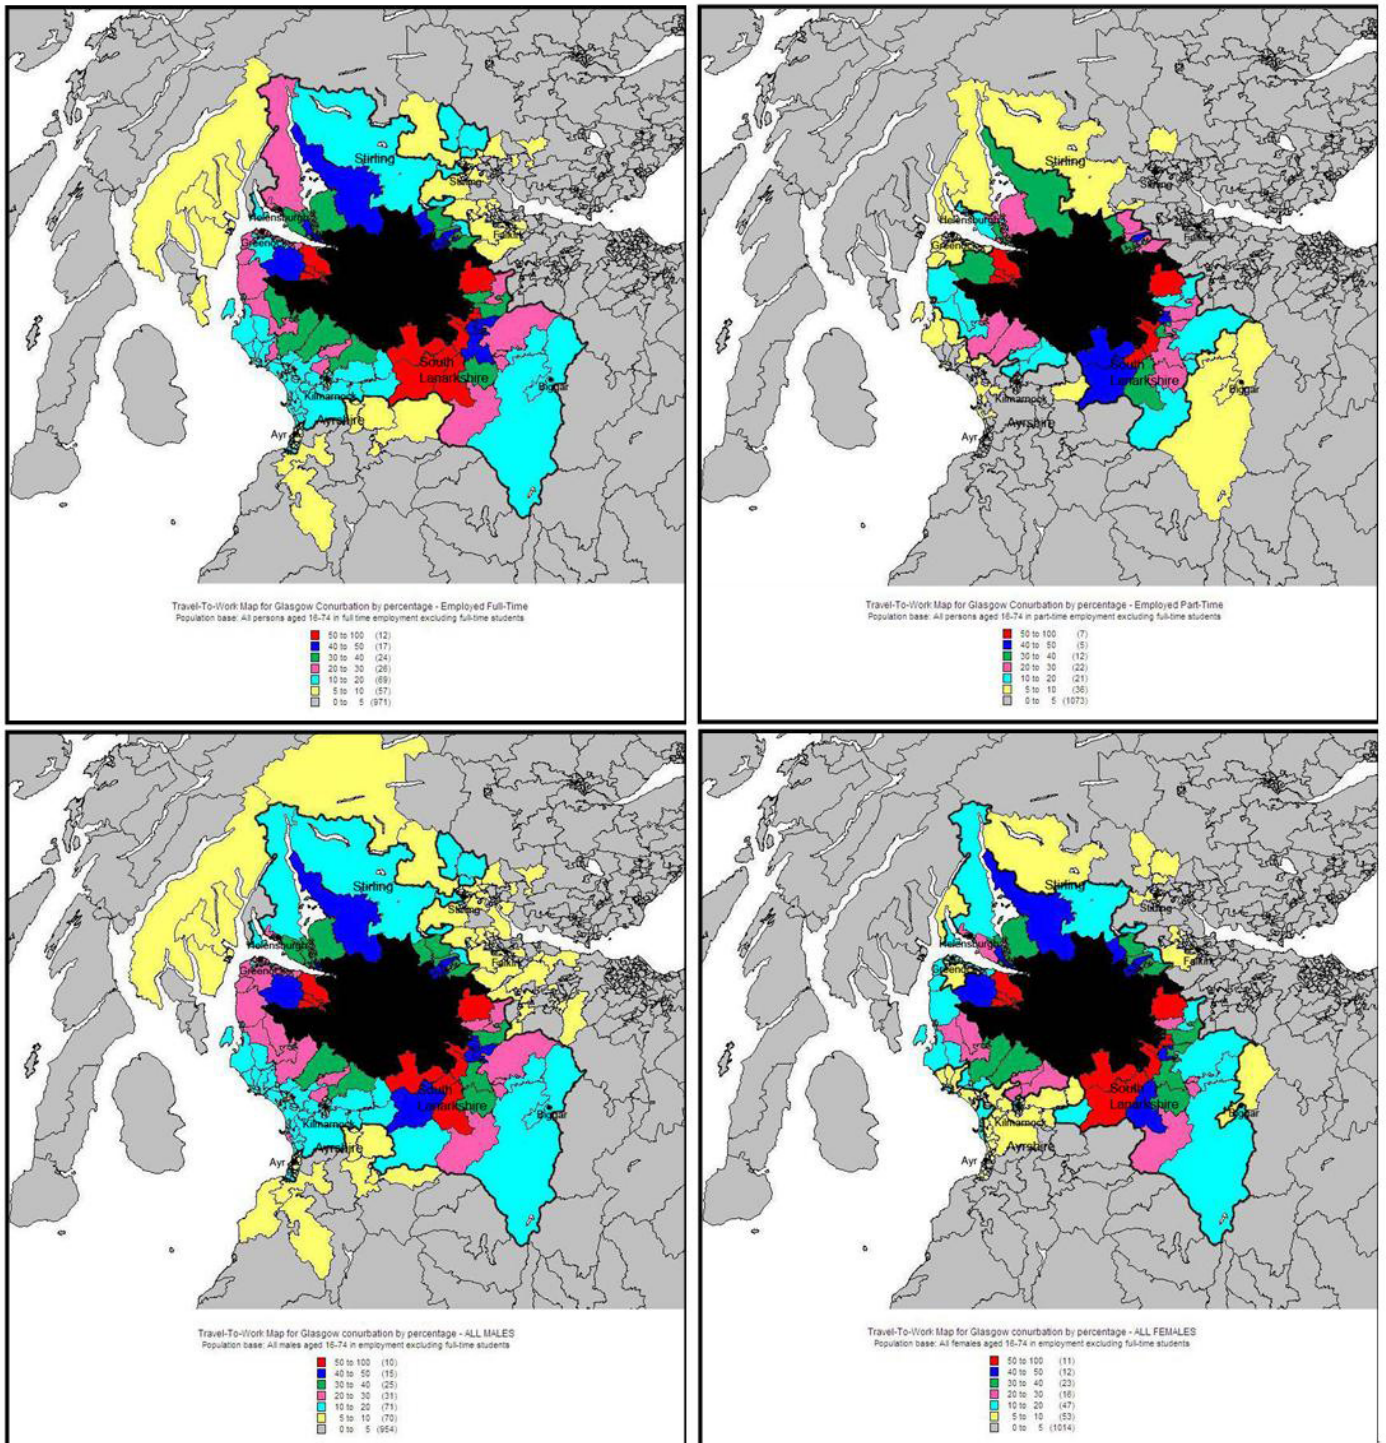 Stirling
Stirling
Helensburgh
Greenock
Falkirk
South
Lanarkshire
Biggar
Kilmarnock
Ayrshire
Ayr
Travel-To-Work Map for Glasgow Conurbation by percentage - Employed Full-Time
Population base: All persons aged 16-74 in full time employment excluding full-time students
50 to 100 (12)
40 to 50 (17)
30 to 40 (24)
20 to 30 (26)
10 to 20 (69)
5 to 10 (57)
0 to 5 (971)
Stirling
Stirling
Helensburgh
Greenock
Falkirk
South
Lanarkshire
Biggar
Kilmarnock
Ayrshire
Ayr
Travel-To-Work Map for Glasgow Conurbation by percentage - Employed Part-Time
Population base: All persons aged 16-74 in part-time employment excluding full-time students
50 to 100 (7)
40 to 50 (5)
30 to 40 (12)
20 to 30 (22)
10 to 20 (21)
5 to 10 (36)
0 to 5 (1073)
Stirling
Stirling
Helensburgh
Greenock
Falkirk
South
Lanarkshire
Biggar
Kilmarnock
Ayrshire
Ayr
Travel-To-Work Map for Glasgow conurbation by percentage - ALL MALES
Population base: All males aged 16-74 in employment excluding full-time students
50 to 100 (10)
40 to 50 (15)
30 to 40 (25)
20 to 30 (31)
10 to 20 (71)
5 to 10 (70)
0 to 5 (954)
Stirling
Stirling
Helensburgh
Greenock
Falkirk
South
Lanarkshire
Biggar
Kilmarnock
Ayrshire
Ayr
Travel-To-Work Map for Glasgow conurbation by percentage - ALL FEMALES
Population base: All females aged 16-74 in employment excluding full-time students
50 to 100 (11)
40 to 50 (12)
30 to 40 (23)
20 to 30 (16)
10 to 20 (47)
5 to 10 (53)
0 to 5 (1014)